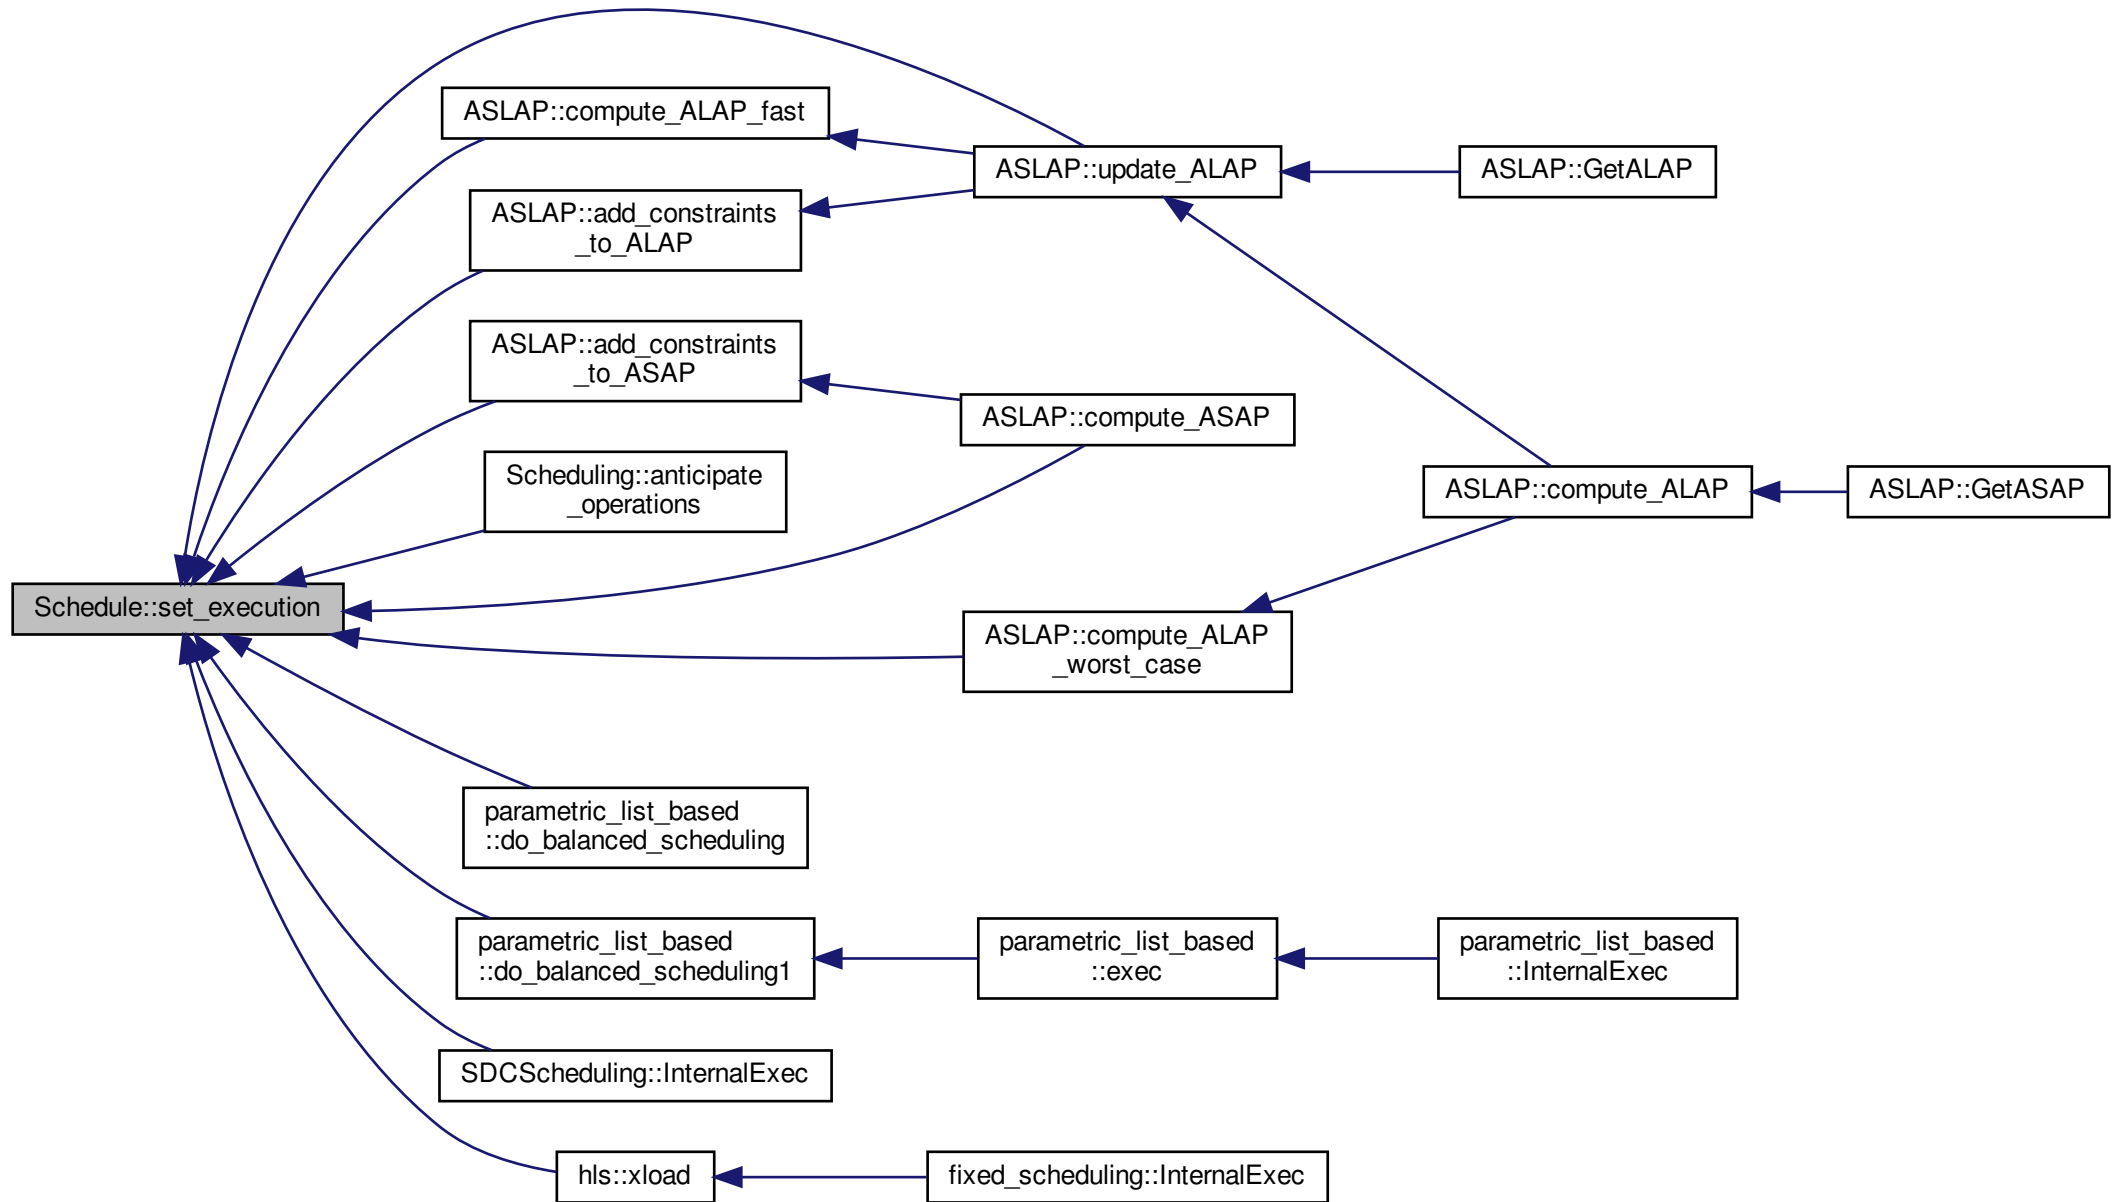 ASLAP::compute_ALAP_fast
ASLAP::update_ALAP
ASLAP::GetALAP
ASLAP::add_constraints
_to_ALAP
ASLAP::add_constraints
_to_ASAP
ASLAP::compute_ASAP
Scheduling::anticipate
_operations
ASLAP::compute_ALAP
ASLAP::GetASAP
Schedule::set_execution
ASLAP::compute_ALAP
_worst_case
parametric_list_based
::do_balanced_scheduling
parametric_list_based
::do_balanced_scheduling1
parametric_list_based
::exec
parametric_list_based
::InternalExec
SDCScheduling::InternalExec
hls::xload
fixed_scheduling::InternalExec